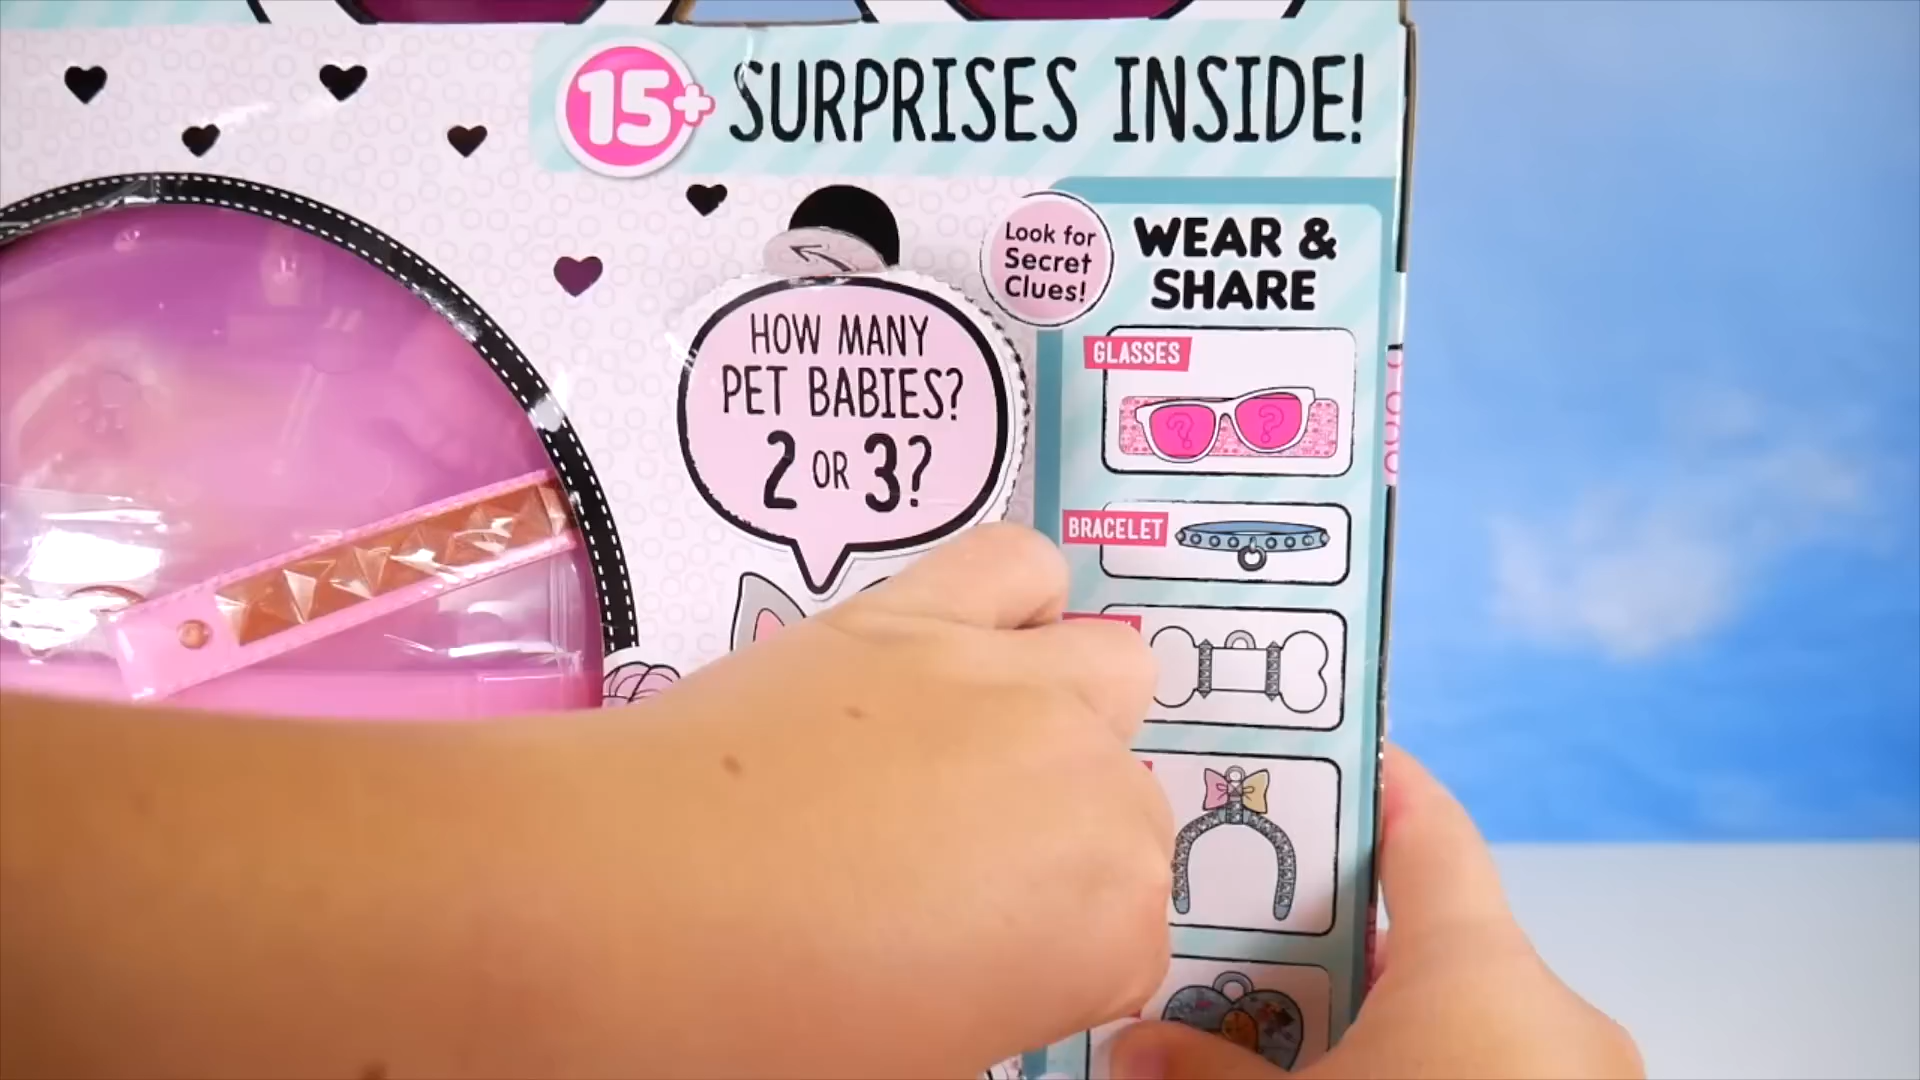 15+ SURPRISES INSIDE!
Look for
Secret
Clues!
WEAR &
SHARE
HOW MANY
PET BABIES?
2 OR 3?
GLASSES
? ?
BRACELET